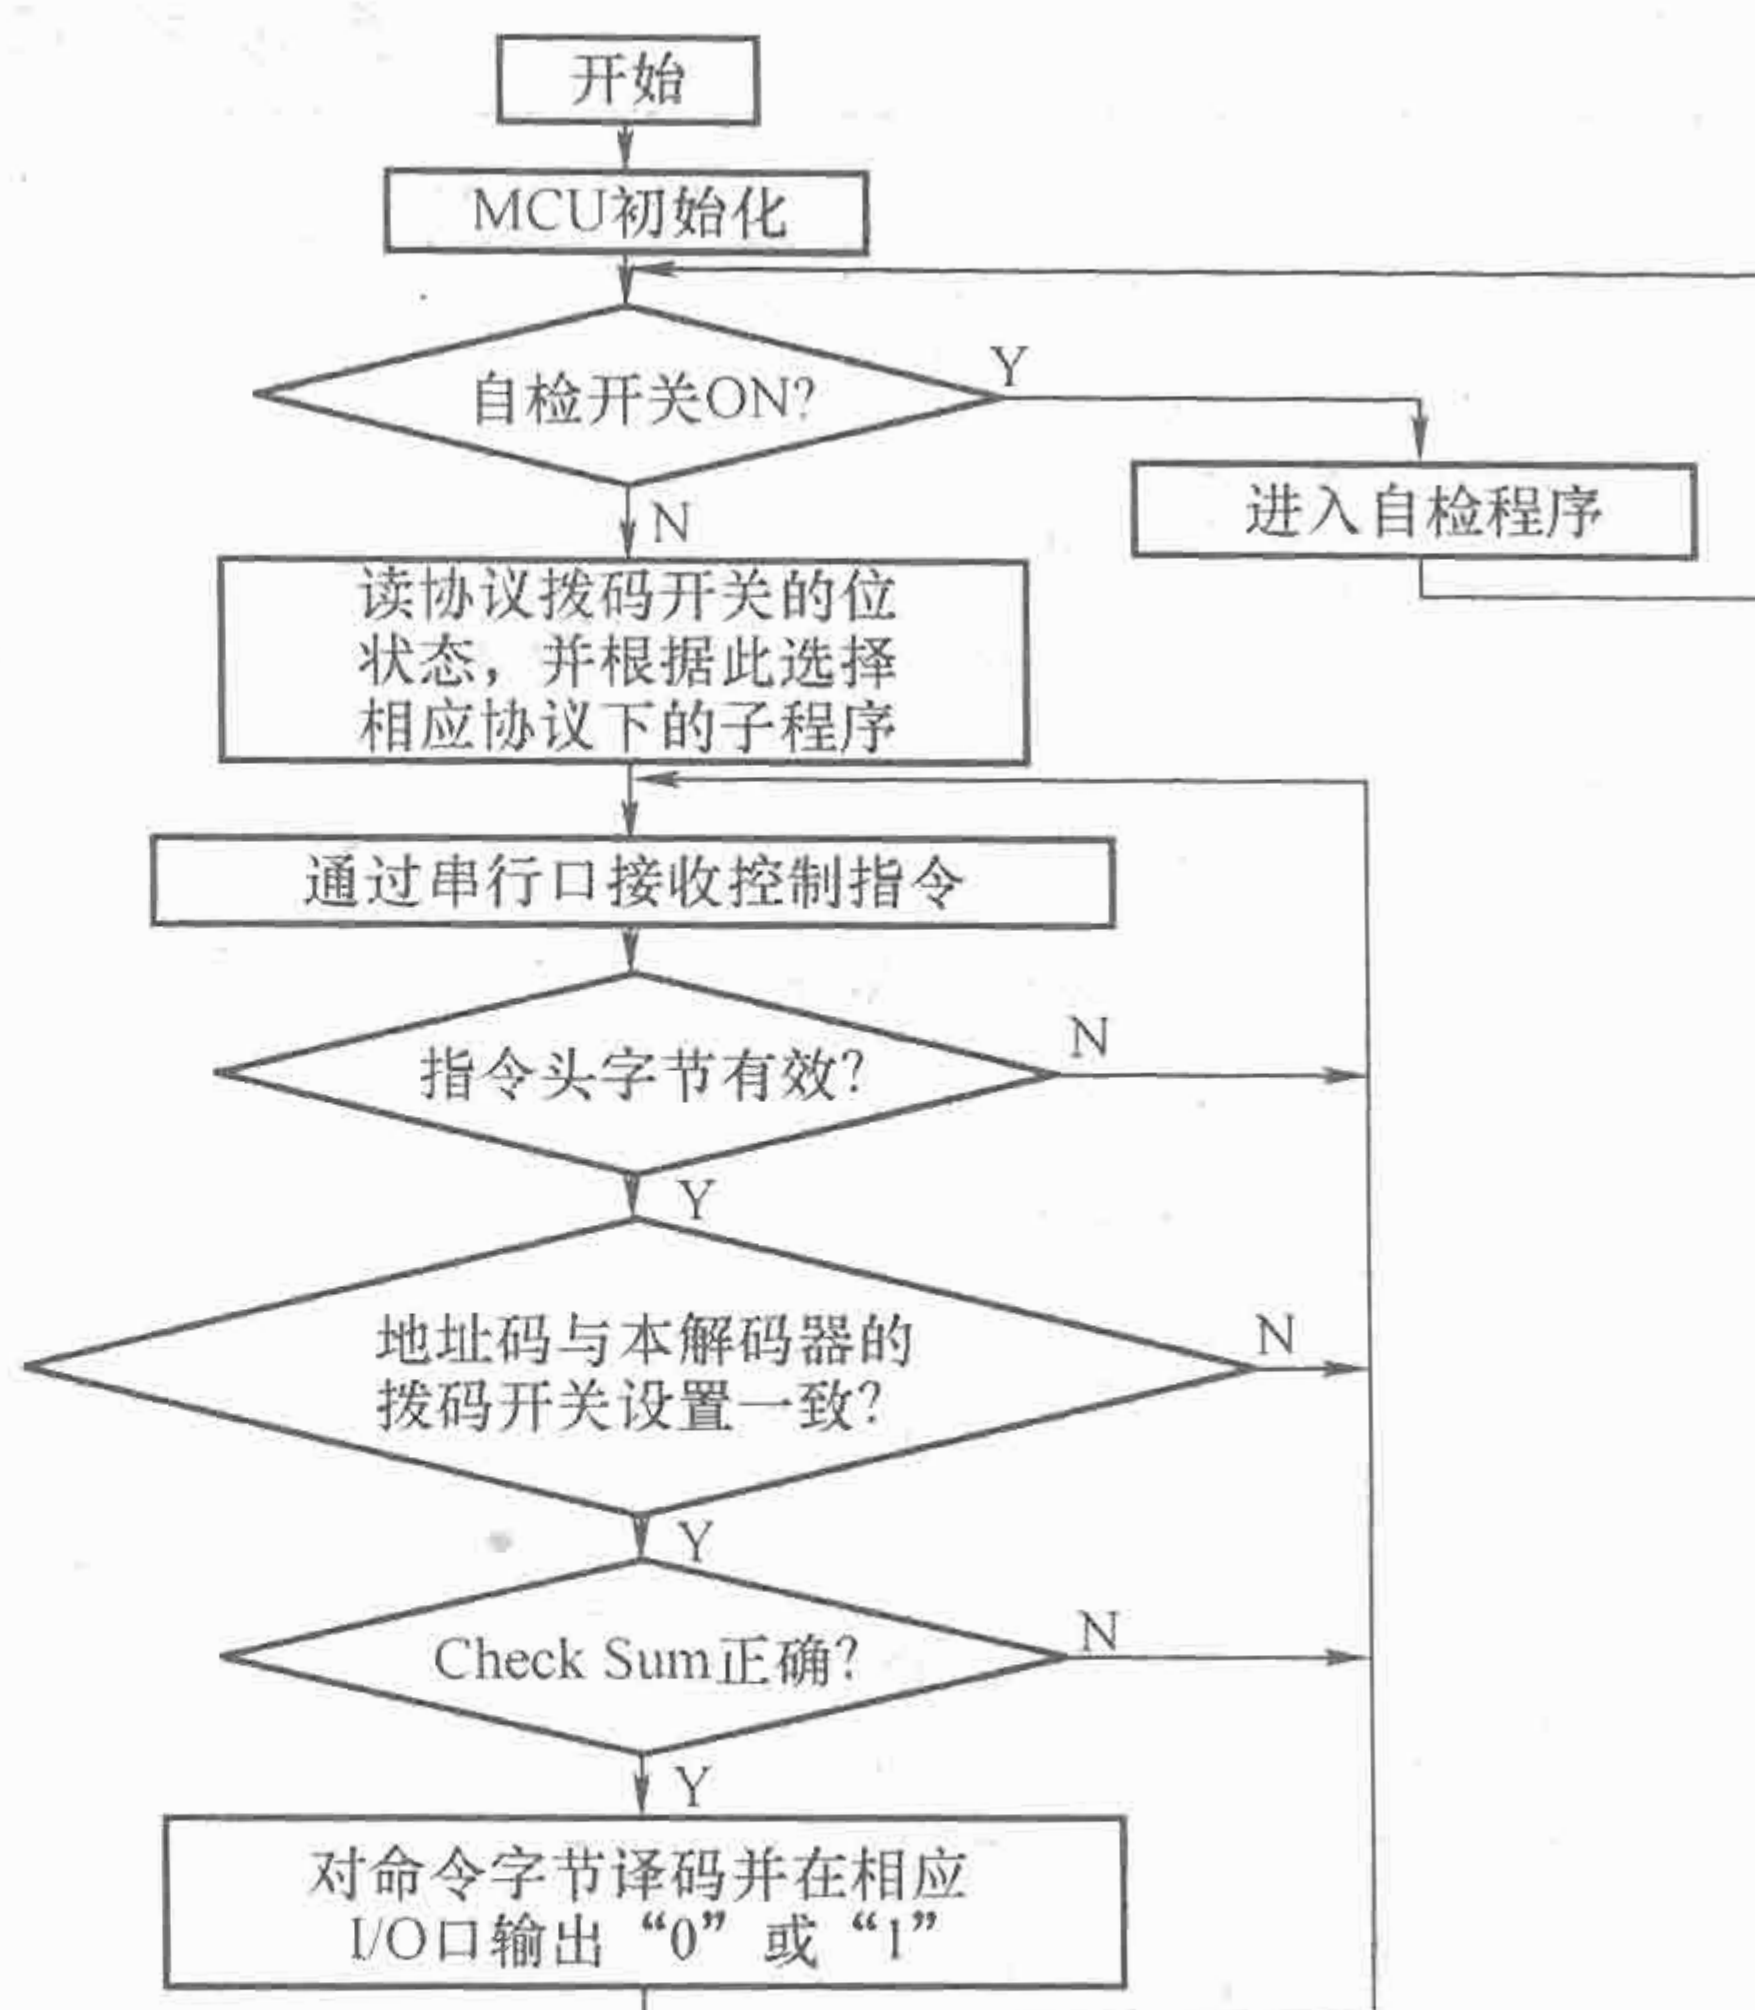 开始
MCU初始化
自检开关ON?
Y
N
进入自检程序
读协议拨码开关的位
状态，并根据此选择
相应协议下的子程序
通过串行口接收控制指令
指令头字节有效?
N
Y
地址码与本解码器的
拨码开关设置一致?
N
Y
Check Sum正确?
N
Y
对命令字节译码并在相应
I/O口输出“0”或“1”